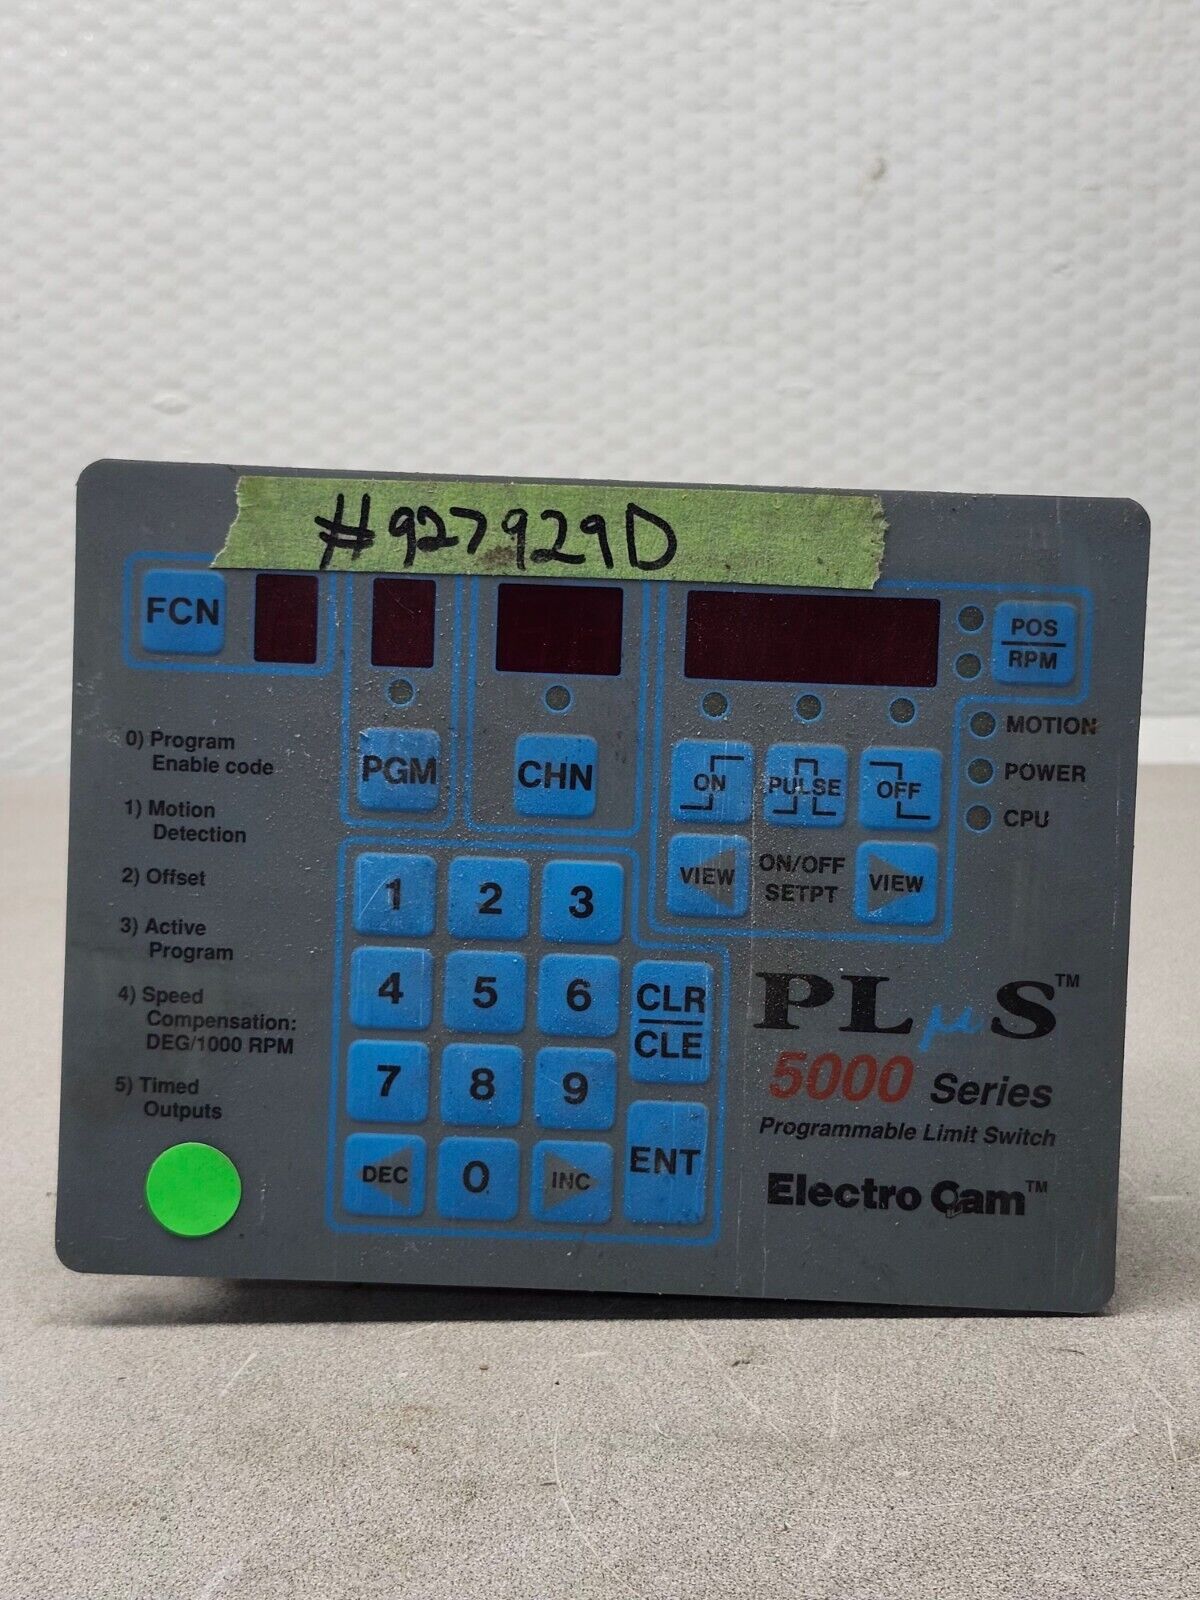 #927929D
FCN
POS
RPM
MOTION
0) Program
Enable code
PGM
CHN
ON
PULSE
OFF
POWER
1) Motion
Detection
CPU
VIEW
ON/OFF
SETPT
VIEW
2) Offset
1
2
3
3) Active
Program
4
5
6
CLR
CLE
4) Speed
Compensation:
DEG/1000 RPM
PLµS™
5000 Series
Programmable Limit Switch
7
8
9
5) Timed
Outputs
DEC
0
INC
ENT
Electro Cam™